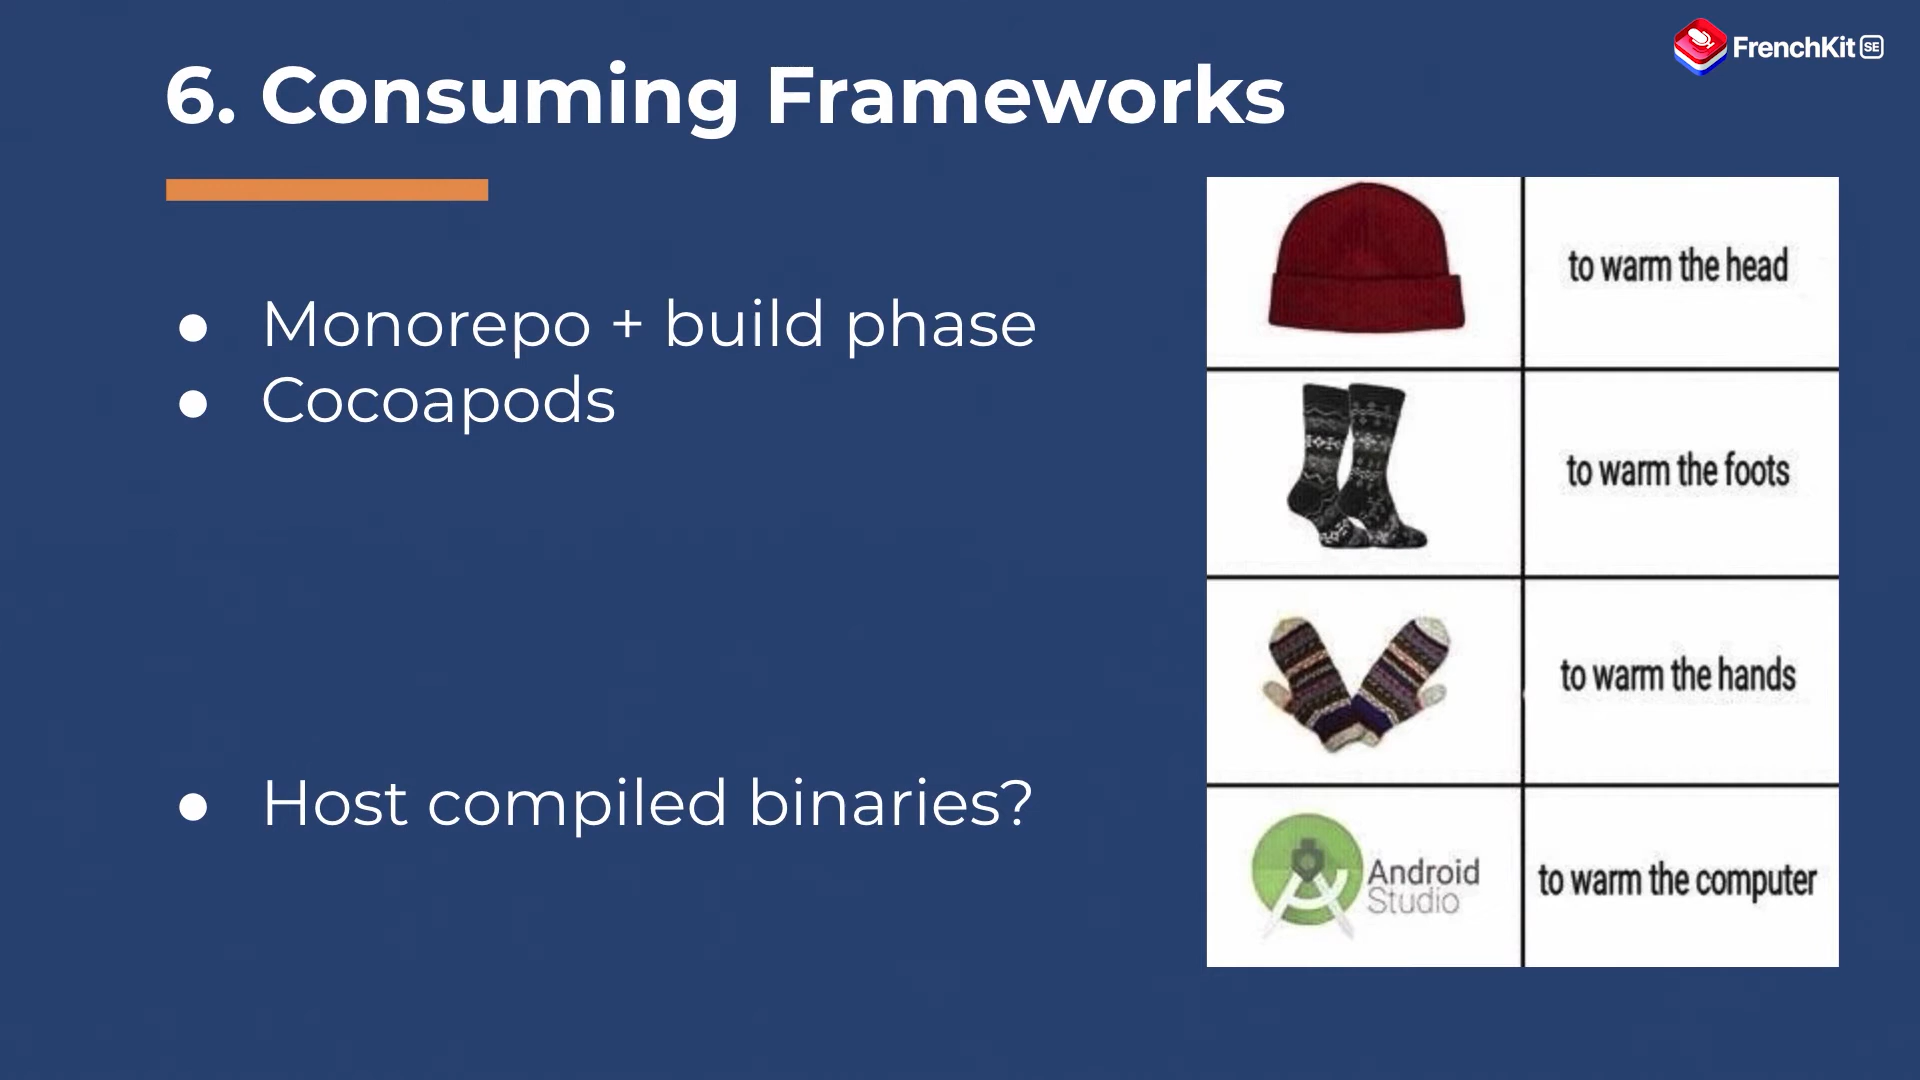 FrenchKit SE
6. Consuming Frameworks
● Monorepo + build phase
● Cocoapods
● Host compiled binaries?
to warm the head
to warm the foots
to warm the hands
Android
Studio
to warm the computer